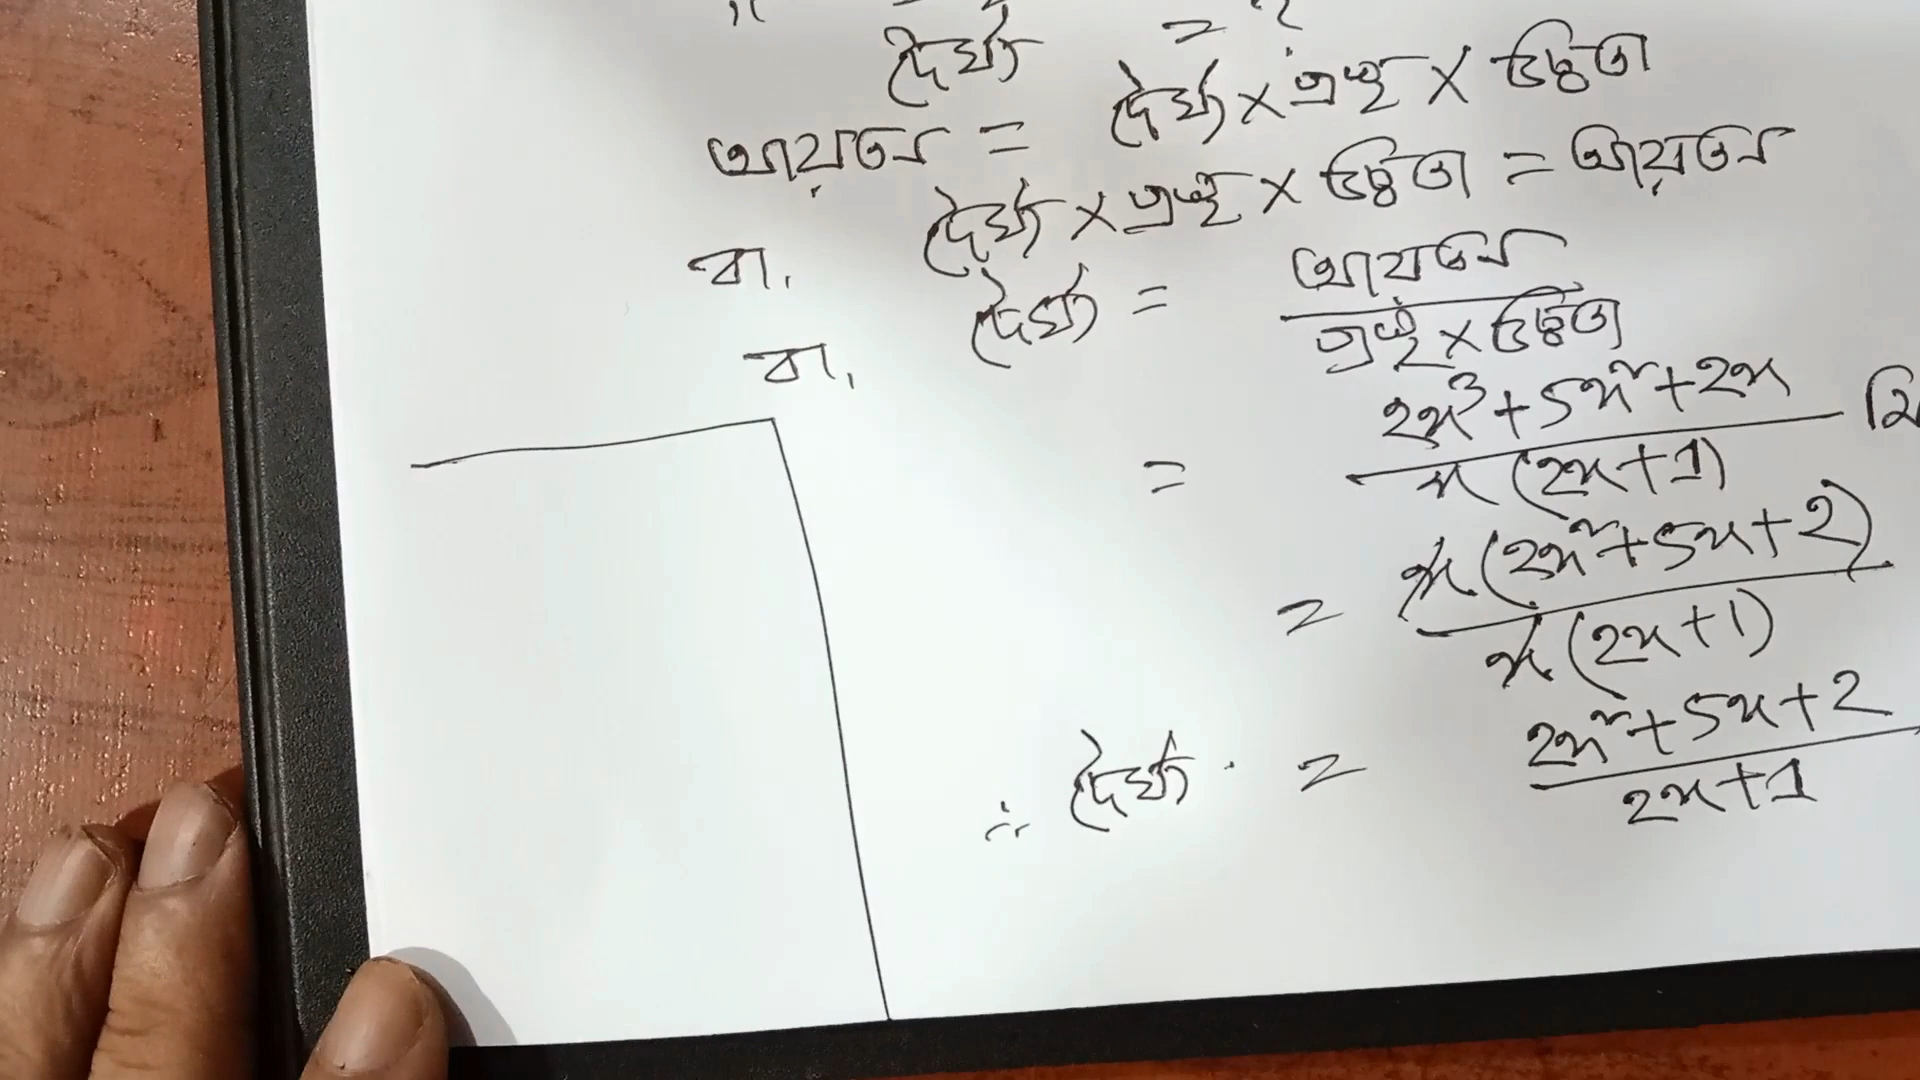 দৈর্ঘ্য = ?
আয়তন = দৈর্ঘ্য × প্রস্থ × উচ্চতা
বা, দৈর্ঘ্য × প্রস্থ × উচ্চতা = আয়তন
বা, দৈর্ঘ্য = আয়তন / প্রস্থ × উচ্চতা
= 2x³+5x²+2x / x(2x+1) মি
= x(2x²+5x+2) / x(2x+1)
∴ দৈর্ঘ্য = 2x²+5x+2 / 2x+1